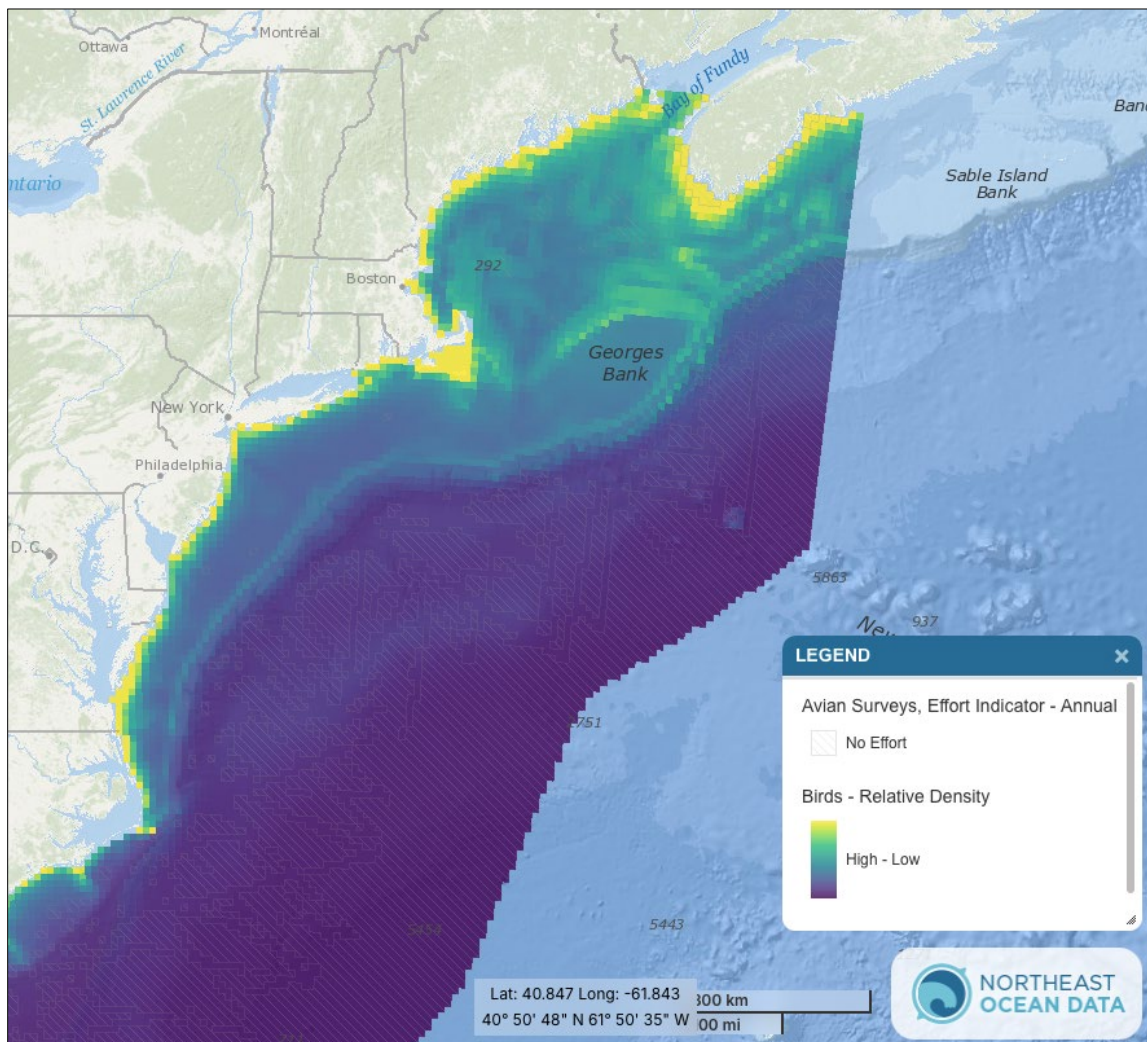 Ottawa
Montréal
St. Lawrence River
Bay of Fundy
Ban
ntario
Sable Island
Bank
292
Boston
Georges
Bank
New York
Philadelphia
D.C.
5863
937
Ne
LEGEND ×
Avian Surveys, Effort Indicator - Annual
No Effort
Birds - Relative Density
High - Low
751
5443
Lat: 40.847 Long: -61.843
40° 50' 48" N 61° 50' 35" W
300 km
00 mi
NORTHEAST
OCEAN DATA